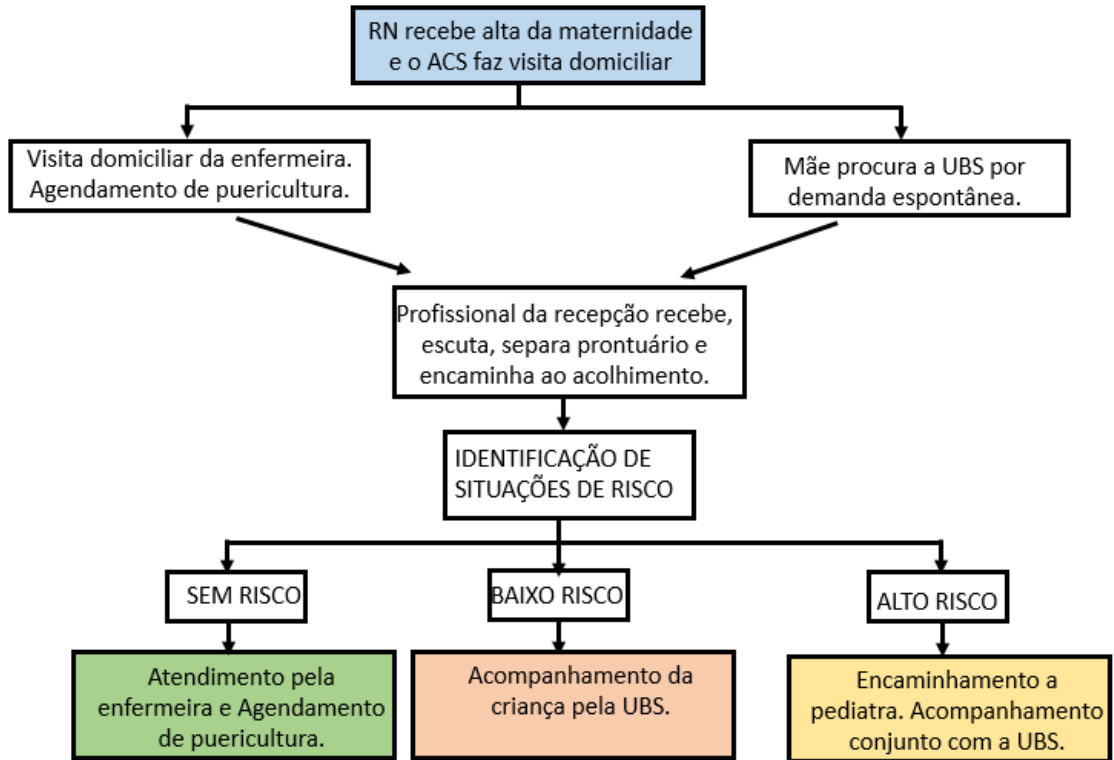 RN recebe alta da maternidade
e o ACS faz visita domiciliar
Visita domiciliar da enfermeira.
Agendamento de puericultura.
Mãe procura a UBS por
demanda espontânea.
Profissional da recepção recebe,
escuta, separa prontuário e
encaminha ao acolhimento.
IDENTIFICAÇÃO DE
SITUAÇÕES DE RISCO
SEM RISCO
BAIXO RISCO
ALTO RISCO
Atendimento pela
enfermeira e Agendamento
de puericultura.
Acompanhamento da
criança pela UBS.
Encaminhamento a
pediatra. Acompanhamento
conjunto com a UBS.